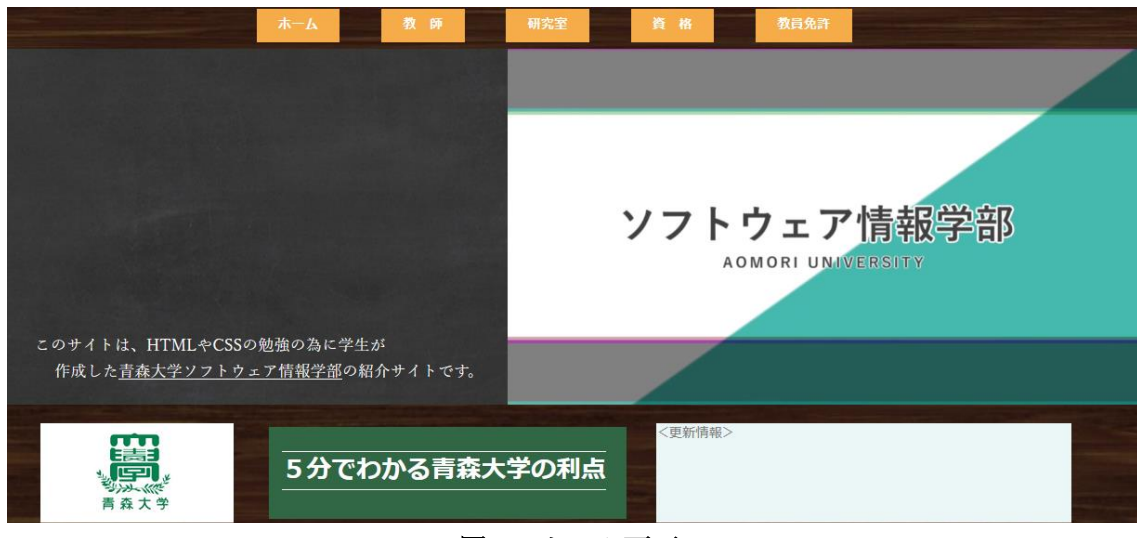 ホーム 教 師 研究室 資 格 教員免許
ソフトウェア情報学部
AOMORI UNIVERSITY
このサイトは、HTMLやCSSの勉強の為に学生が
作成した青森大学ソフトウェア情報学部の紹介サイトです。
青森大学
5分でわかる青森大学の利点
<更新情報>